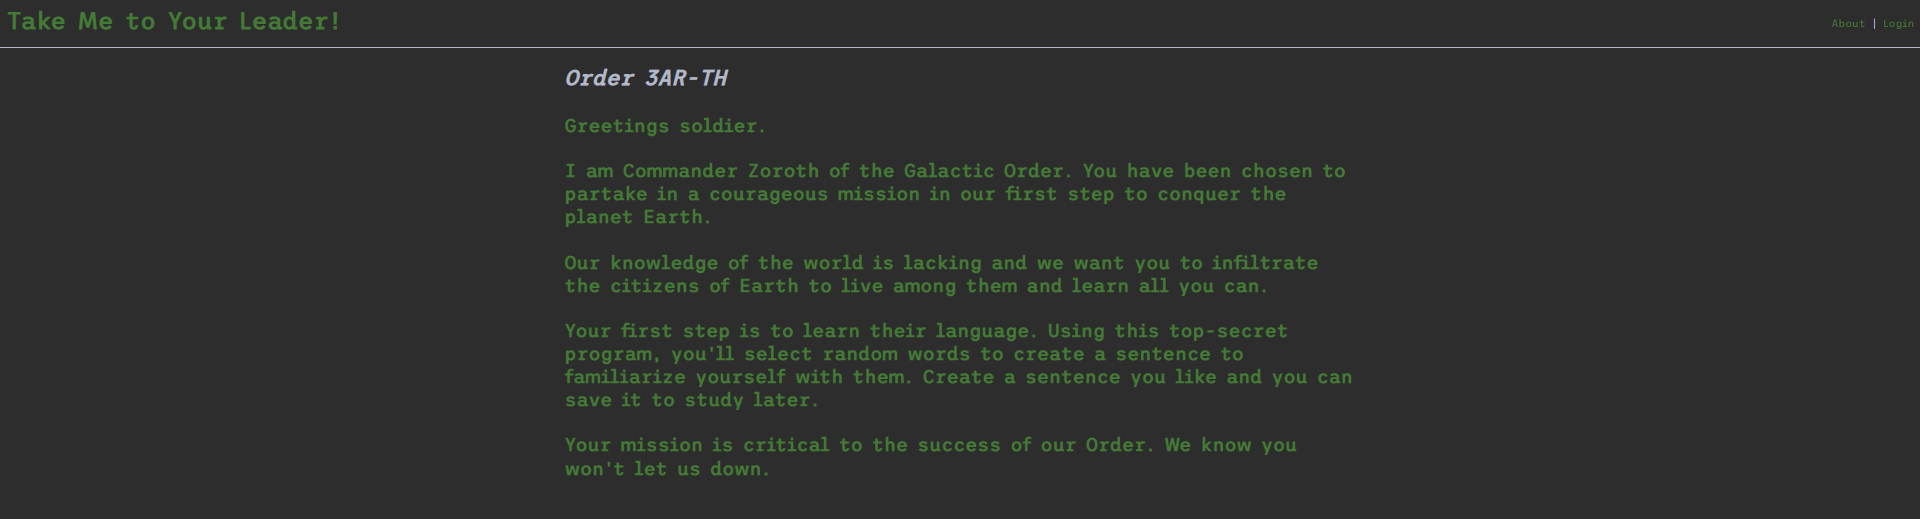 Take Me to Your Leader!
About | Login
Order 3AR-TH
Greetings soldier.
I am Commander Zoroth of the Galactic Order. You have been chosen to
partake in a courageous mission in our first step to conquer the
planet Earth.
Our knowledge of the world is lacking and we want you to infiltrate
the citizens of Earth to live among them and learn all you can.
Your first step is to learn their language. Using this top-secret
program, you'll select random words to create a sentence to
familiarize yourself with them. Create a sentence you like and you can
save it to study later.
Your mission is critical to the success of our Order. We know you
won't let us down.